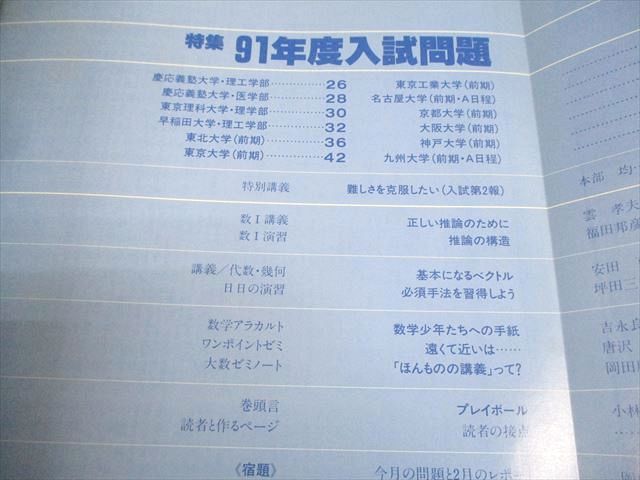 特集 91年度入試問題
慶応義塾大学・理工学部……………26
慶応義塾大学・医学部………………28
東京理科大学・理学部………………30
早稲田大学・理工学部………………32
東北大学(前期)………………36
東京大学(前期)………………42
東京工業大学(前期)
名古屋大学(前期・A日程)
京都大学(前期)
大阪大学(前期)
神戸大学(前期)
九州大学(前期・A日程)
特別講義 難しさを克服したい(入試第2報) 本部 均
数Ⅰ講義 正しい推論のために 雲 孝夫
数Ⅰ演習 推論の構造 福田邦彦
講義/代数・幾何 基本になるベクトル 安田
日日の演習 必須手法を習得しよう 坪田三
数学アラカルト 数学少年たちへの手紙 吉永良
ワンポイントゼミ 遠くて近いは…… 唐沢
大数ゼミノート 「ほんものの講義」って? 岡田
巻頭言 プレイボール 小林
読者と作るページ 読者の接点
《宿題》 今月の問題と2月のレポー